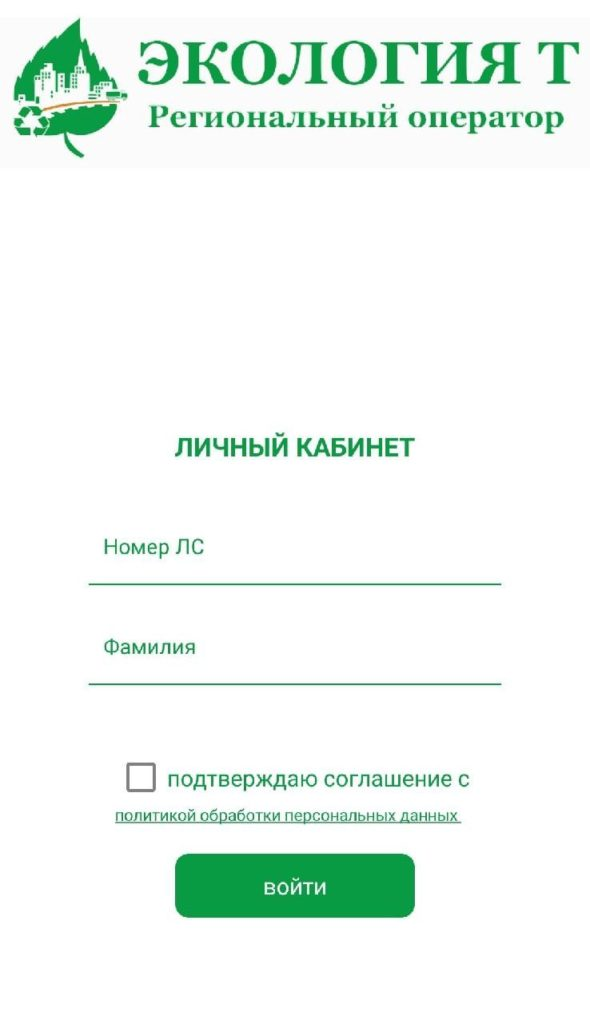 ЭКОЛОГИЯ Т
Региональный оператор
ЛИЧНЫЙ КАБИНЕТ
Номер ЛС
Фамилия
подтверждаю соглашение с
политикой обработки персональных данных
войти